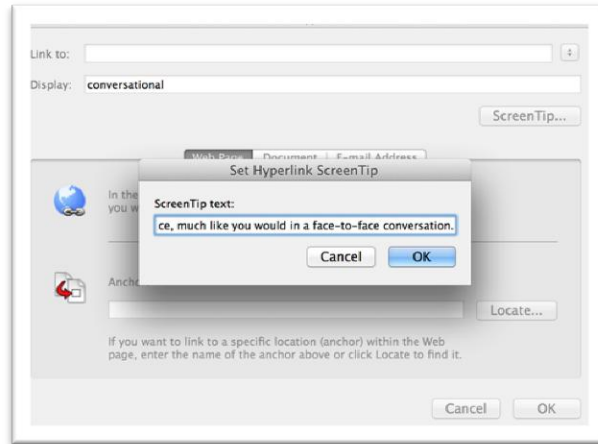 Link to:
Display: conversational
ScreenTip...
Web Page Document E-mail Address
Set Hyperlink ScreenTip
In the
you w
ScreenTip text:
ce, much like you would in a face-to-face conversation.
Cancel OK
Ancho
Locate...
If you want to link to a specific location (anchor) within the Web
page, enter the name of the anchor above or click Locate to find it.
Cancel OK